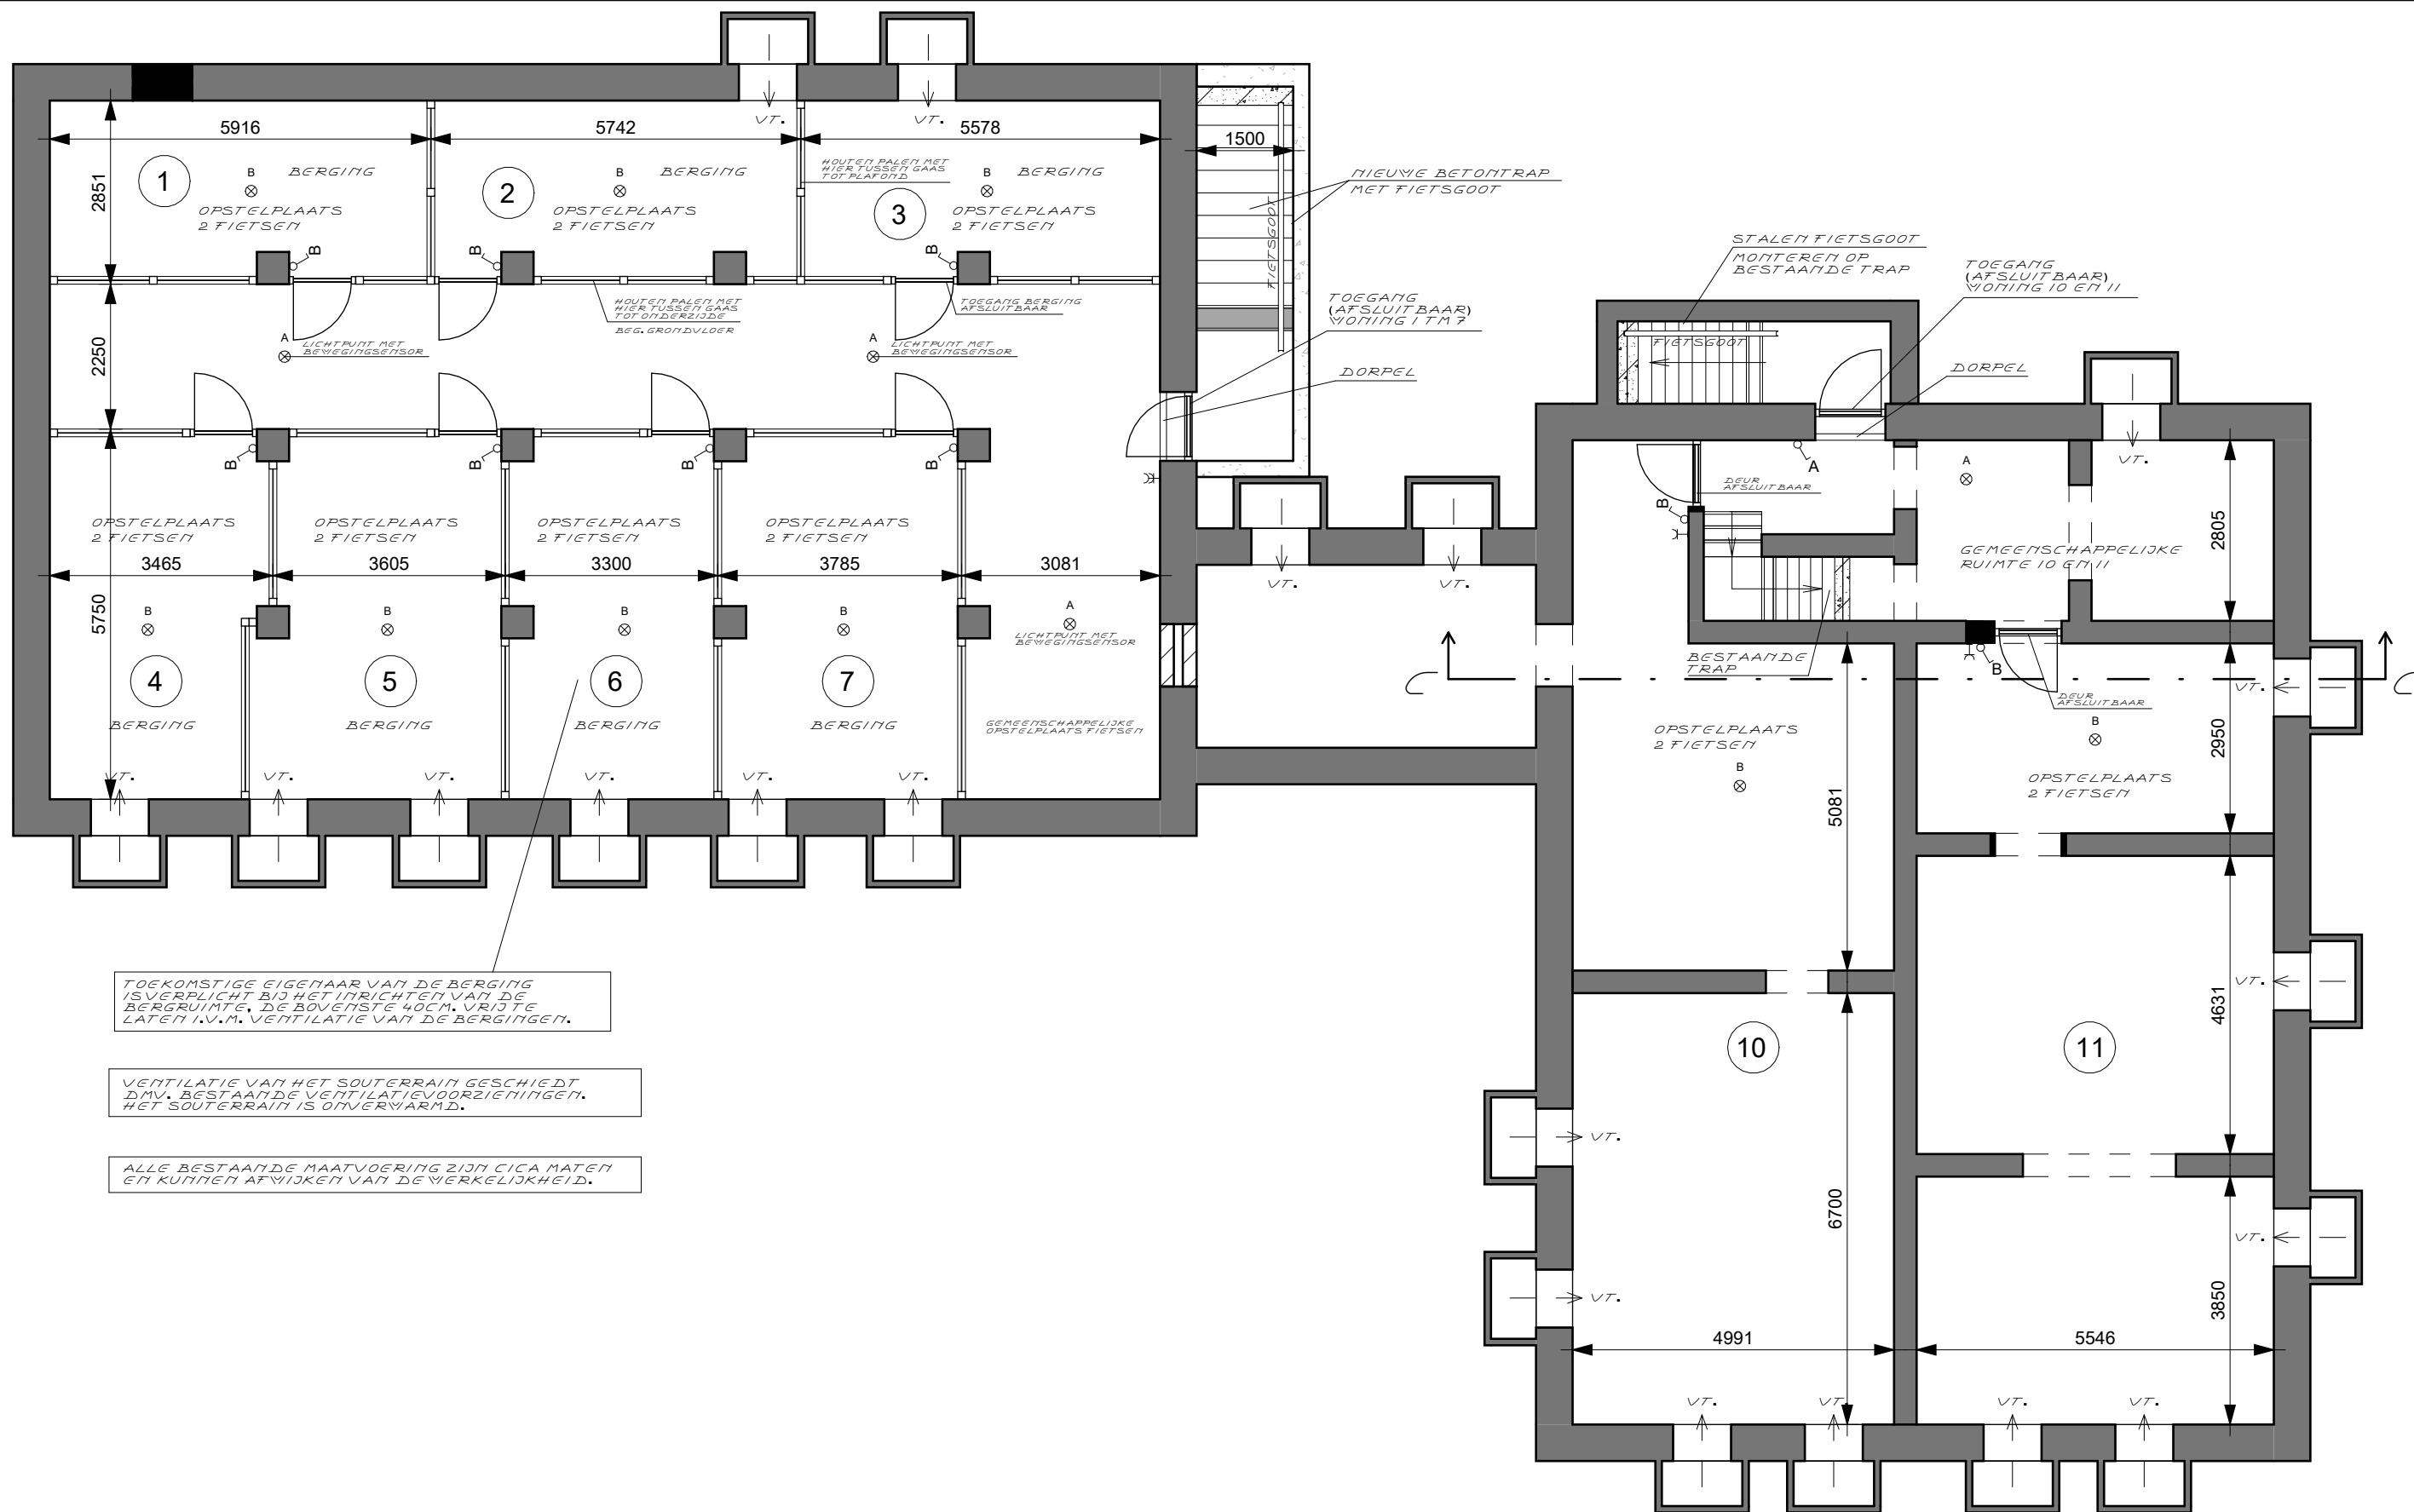 VT.
VT.
5916
5742
5578
2851
1
B
BERGING
OPSTELPLAATS
2 FIETSEN
B
2
B
BERGING
OPSTELPLAATS
2 FIETSEN
B
HOUTEN PALEN MET
HIER TUSSEN GAAS
TOT PLAFOND
3
B
BERGING
OPSTELPLAATS
2 FIETSEN
B
1500
FIETSGOOT
NIEUWE BETONTRAP
MET FIETSGOOT
HOUTEN PALEN MET
HIER TUSSEN GAAS
TOT ONDERZIJDE
BEG. GRONDVLOER
TOEGANG BERGING
AFSLUITBAAR
2250
A
LICHTPUNT MET
BEWEGINGSENSOR
A
LICHTPUNT MET
BEWEGINGSENSOR
TOEGANG
(AFSLUITBAAR)
WONING 1 TM 7
DORPEL
STALEN FIETSGOOT
MONTEREN OP
BESTAANDE TRAP
TOEGANG
(AFSLUITBAAR)
WONING 10 EN 11
FIETSGOOT
DORPEL
B
B
B
B
OPSTELPLAATS
2 FIETSEN
OPSTELPLAATS
2 FIETSEN
OPSTELPLAATS
2 FIETSEN
OPSTELPLAATS
2 FIETSEN
3465
3605
3300
3785
3081
5750
B
B
B
B
A
LICHTPUNT MET
BEWEGINGSENSOR
4
5
6
7
BERGING
BERGING
BERGING
BERGING
GEMEENSCHAPPELIJKE
OPSTELPLAATS FIETSEN
VT.
VT.
VT.
VT.
VT.
VT.
VT.
VT.
A
A
VT.
DEUR
AFSLUITBAAR
B
2805
GEMEENSCHAPPELIJKE
RUIMTE 10 EN 11
BESTAANDE
TRAP
C
C
B
DEUR
AFSLUITBAAR
VT.
OPSTELPLAATS
2 FIETSEN
B
B
2950
OPSTELPLAATS
2 FIETSEN
5081
TOEKOMSTIGE EIGENAAR VAN DE BERGING
ISVERPLICHT BIJ HET INRICHTEN VAN DE
BERGRUIMTE, DE BOVENSTE 40CM. VRIJ TE
LATEN I.V.M. VENTILATIE VAN DE BERGINGEN.
VENTILATIE VAN HET SOUTERRAIN GESCHIEDT
DMV. BESTAANDE VENTILATIEVOORZIENINGEN.
HET SOUTERRAIN IS ONVERWARMD.
ALLE BESTAANDE MAATVOERING ZIJN CICA MATEN
EN KUNNEN AFWIJKEN VAN DE WERKELIJKHEID.
VT.
4631
10
11
VT.
6700
VT.
VT.
3850
4991
5546
VT.
VT.
VT.
VT.